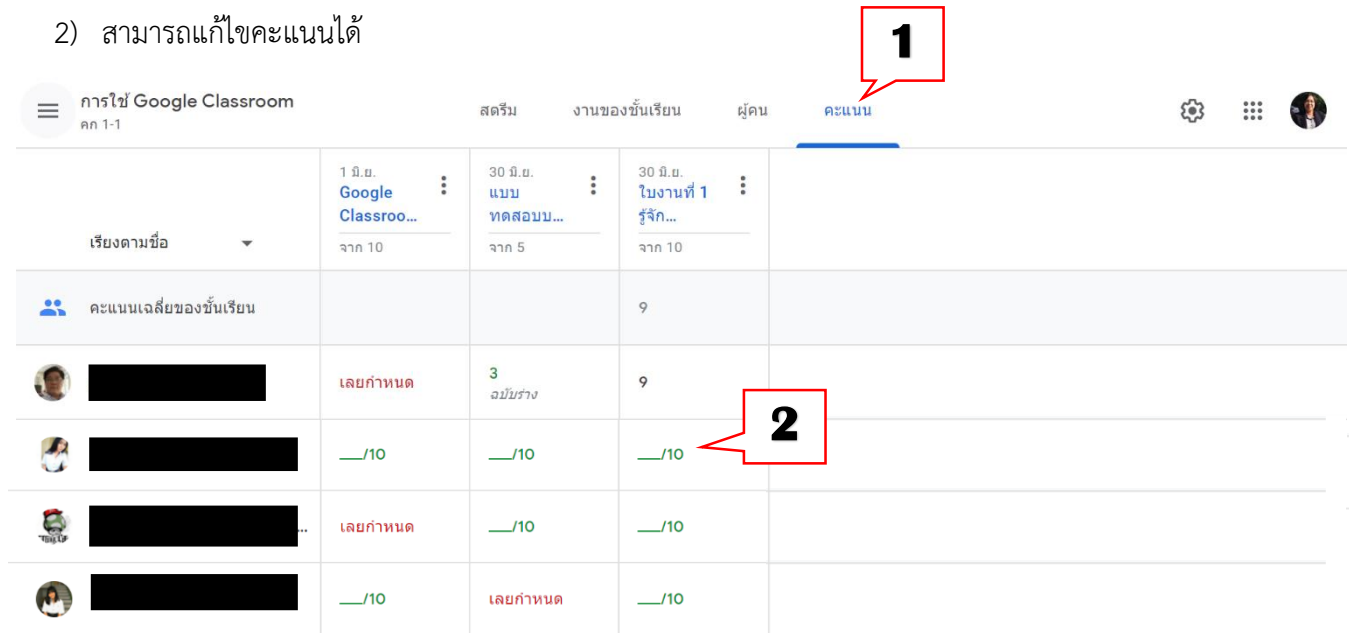 2) สามารถแก้ไขคะแนนได้
1
การใช้ Google Classroom
คก 1-1
สตรีม งานของชั้นเรียน ผู้คน คะแนน
1 มิ.ย.
Google
Classroo...
จาก 10
30 มิ.ย.
แบบ
ทดสอบบ...
จาก 5
30 มิ.ย.
ใบงานที่ 1
รู้จัก...
จาก 10
เรียงตามชื่อ
คะแนนเฉลี่ยของชั้นเรียน 9
เลยกำหนด 3 9
ฉบับร่าง
2
__/10 __/10 __/10
... เลยกำหนด __/10 __/10
__/10 เลยกำหนด __/10